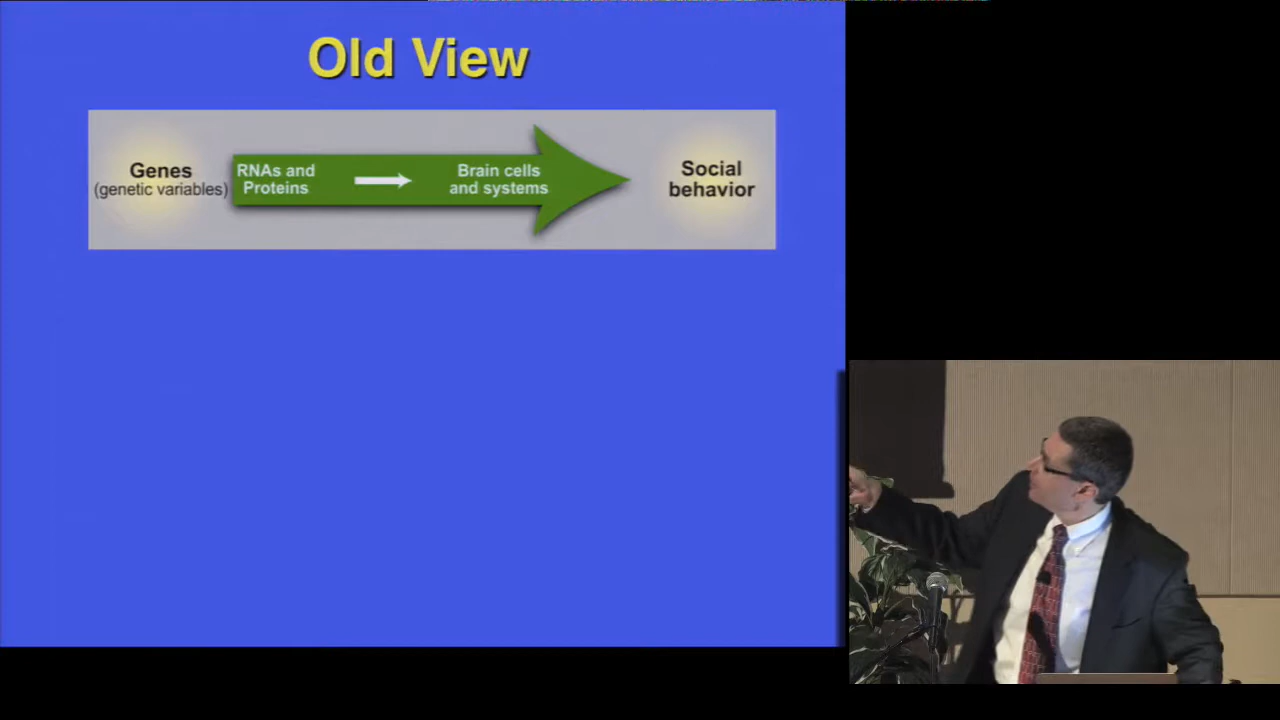 Old View
Genes
(genetic variables)
RNAs and
Proteins
Brain cells
and systems
Social
behavior